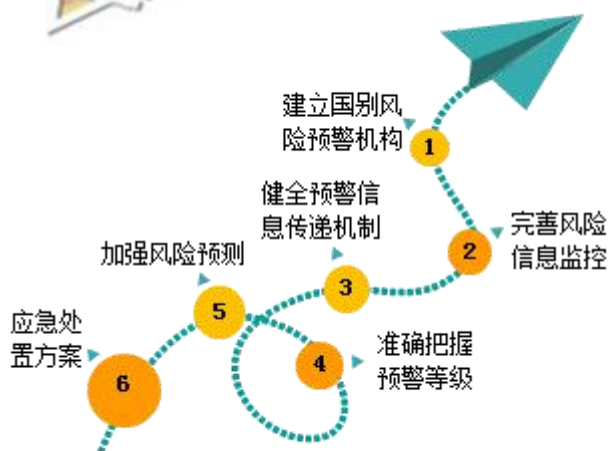 建立国别风
险预警机构
1
完善风险
信息监控
2
健全预警信
息传递机制
3
准确把握
预警等级
4
加强风险预测
5
应急处
置方案
6